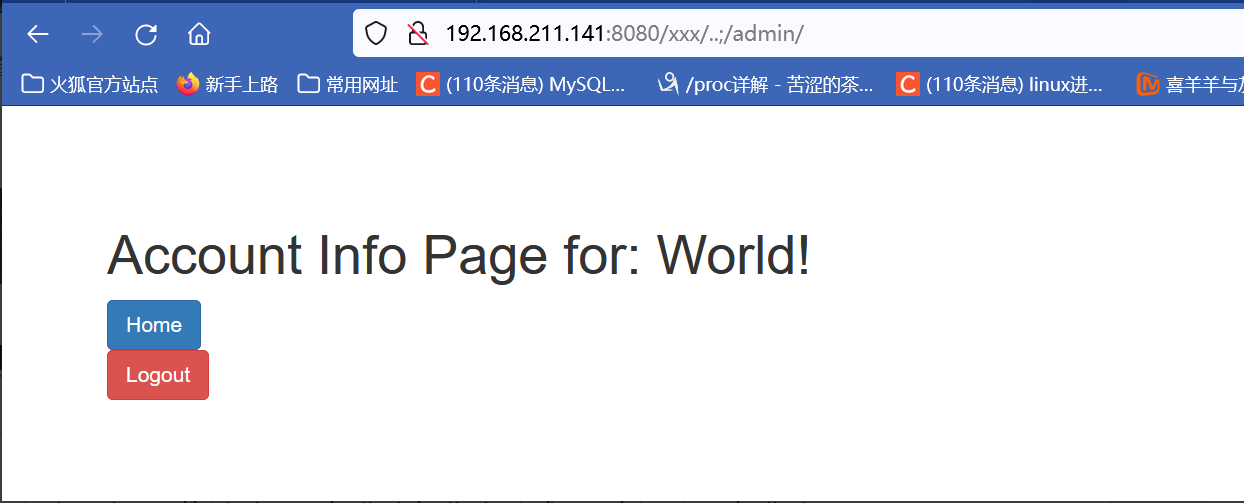 192.168.211.141:8080/xxx/..;/admin/
火狐官方站点 新手上路 常用网址 (110条消息) MySQL... /proc详解 - 苦涩的茶... (110条消息) linux进... 喜羊羊与
Account Info Page for: World!
Home
Logout